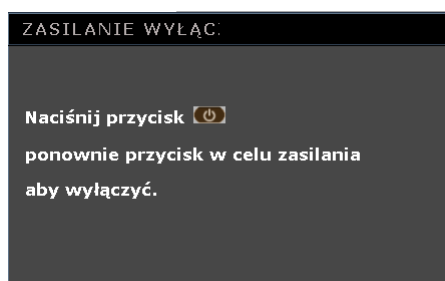 ZASILANIE WYŁĄC
Naciśnij przycisk
ponownie przycisk w celu zasilania
aby wyłączyć.